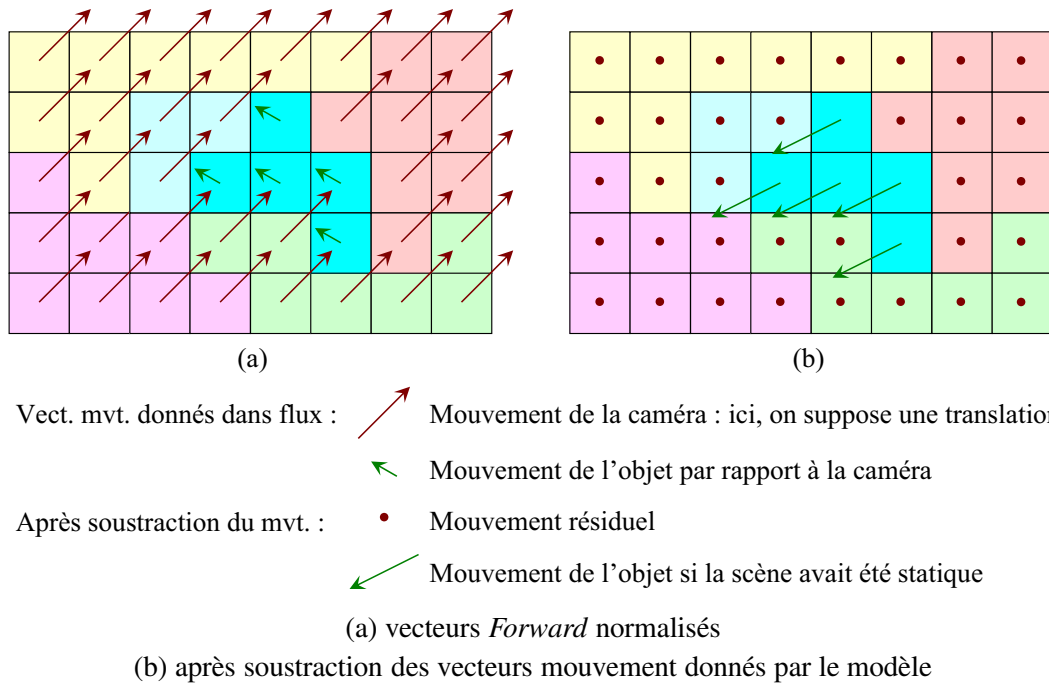 (a)
(b)
Vect. mvt. donnés dans flux :
Mouvement de la caméra : ici, on suppose une translation
Mouvement de l'objet par rapport à la caméra
Après soustraction du mvt. :
Mouvement résiduel
Mouvement de l'objet si la scène avait été statique
(a) vecteurs Forward normalisés
(b) après soustraction des vecteurs mouvement donnés par le modèle